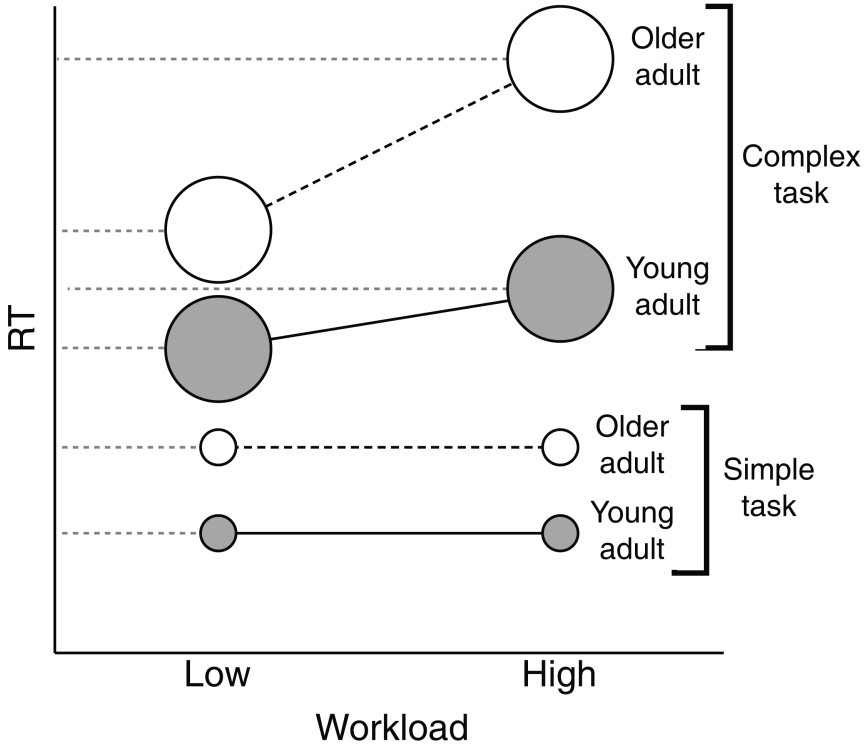 Older
adult
Complex
task
Young
adult
RT
Older
adult
Simple
task
Young
adult
Low
High
Workload